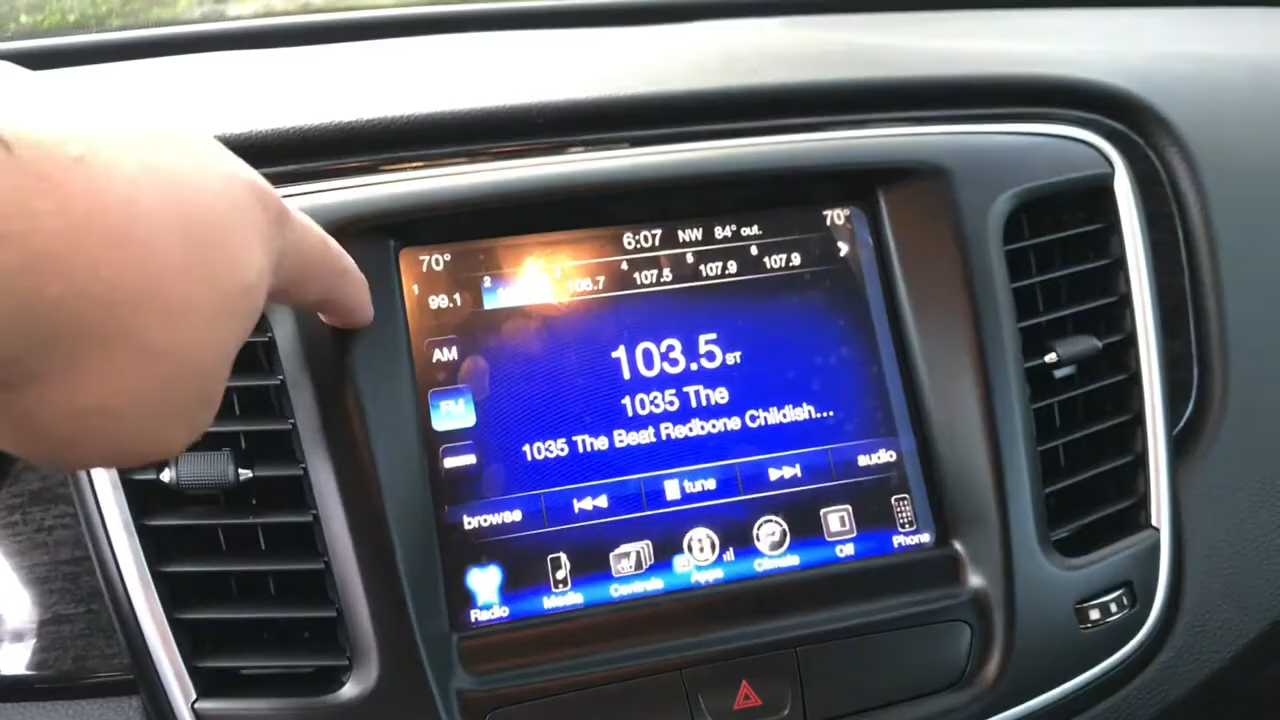 70° 6:07 NW 84° out. 70°
1 99.1 2 106.7 4 107.5 5 107.9 6 107.9
AM
FM
103.5 ST
1035 The
1035 The Beat Redbone Childish...
browse tune audio
Radio Media Controls Apps Climate Off Phone